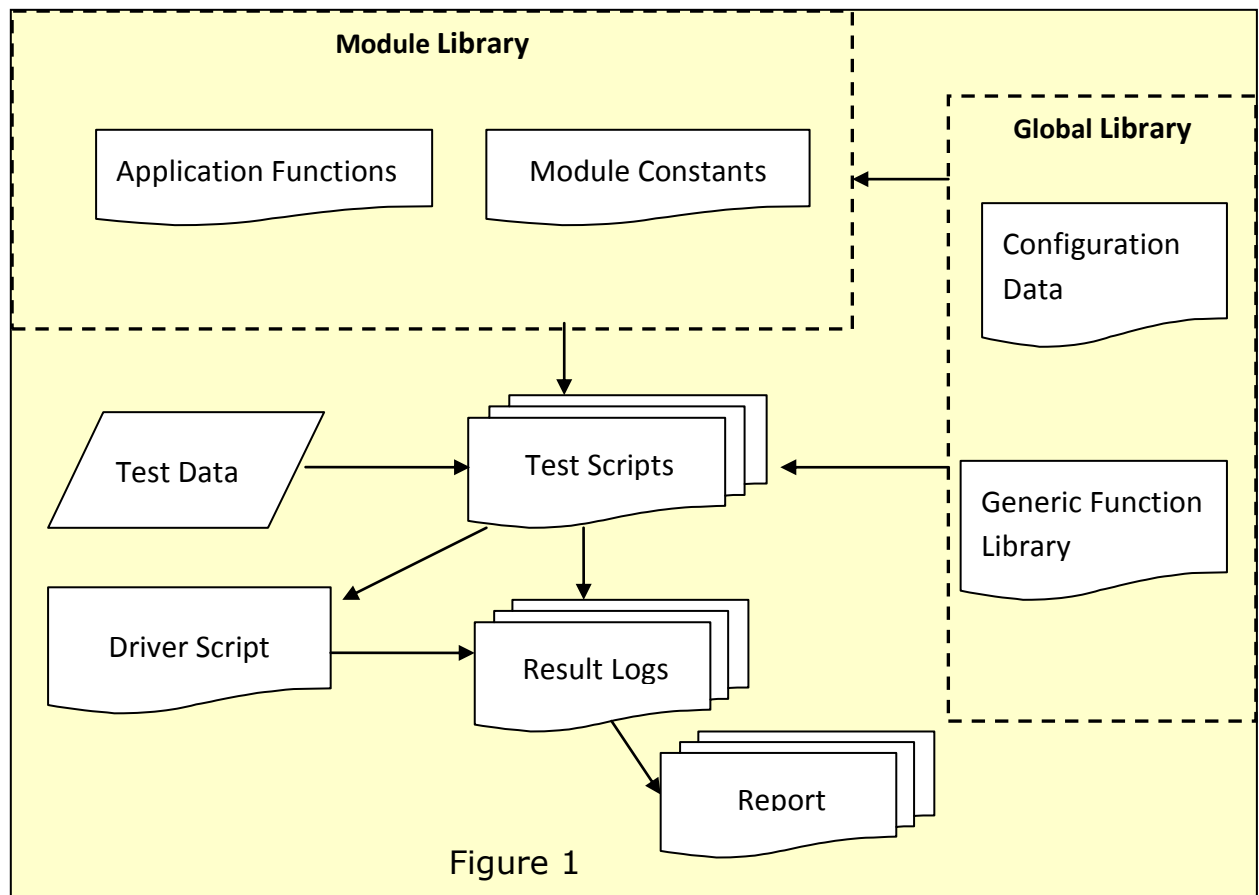 Module Library
Global Library
Application Functions
Module Constants
Configuration
Data
Test Data
Test Scripts
Generic Function
Library
Driver Script
Result Logs
Report
Figure 1